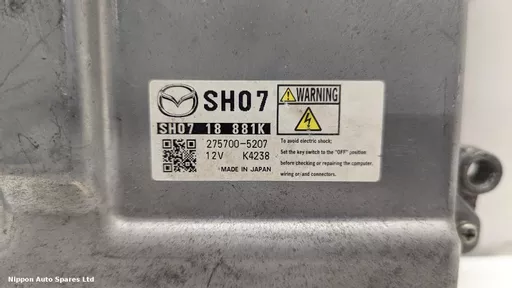 SH07
WARNING
SH07 18 881K
275700-5207
12V K4238
MADE IN JAPAN
To avoid electric shock;
Set the key switch to the "OFF" position
before checking or repairing the computer,
wiring or/and connectors.
Nippon Auto Spares Ltd